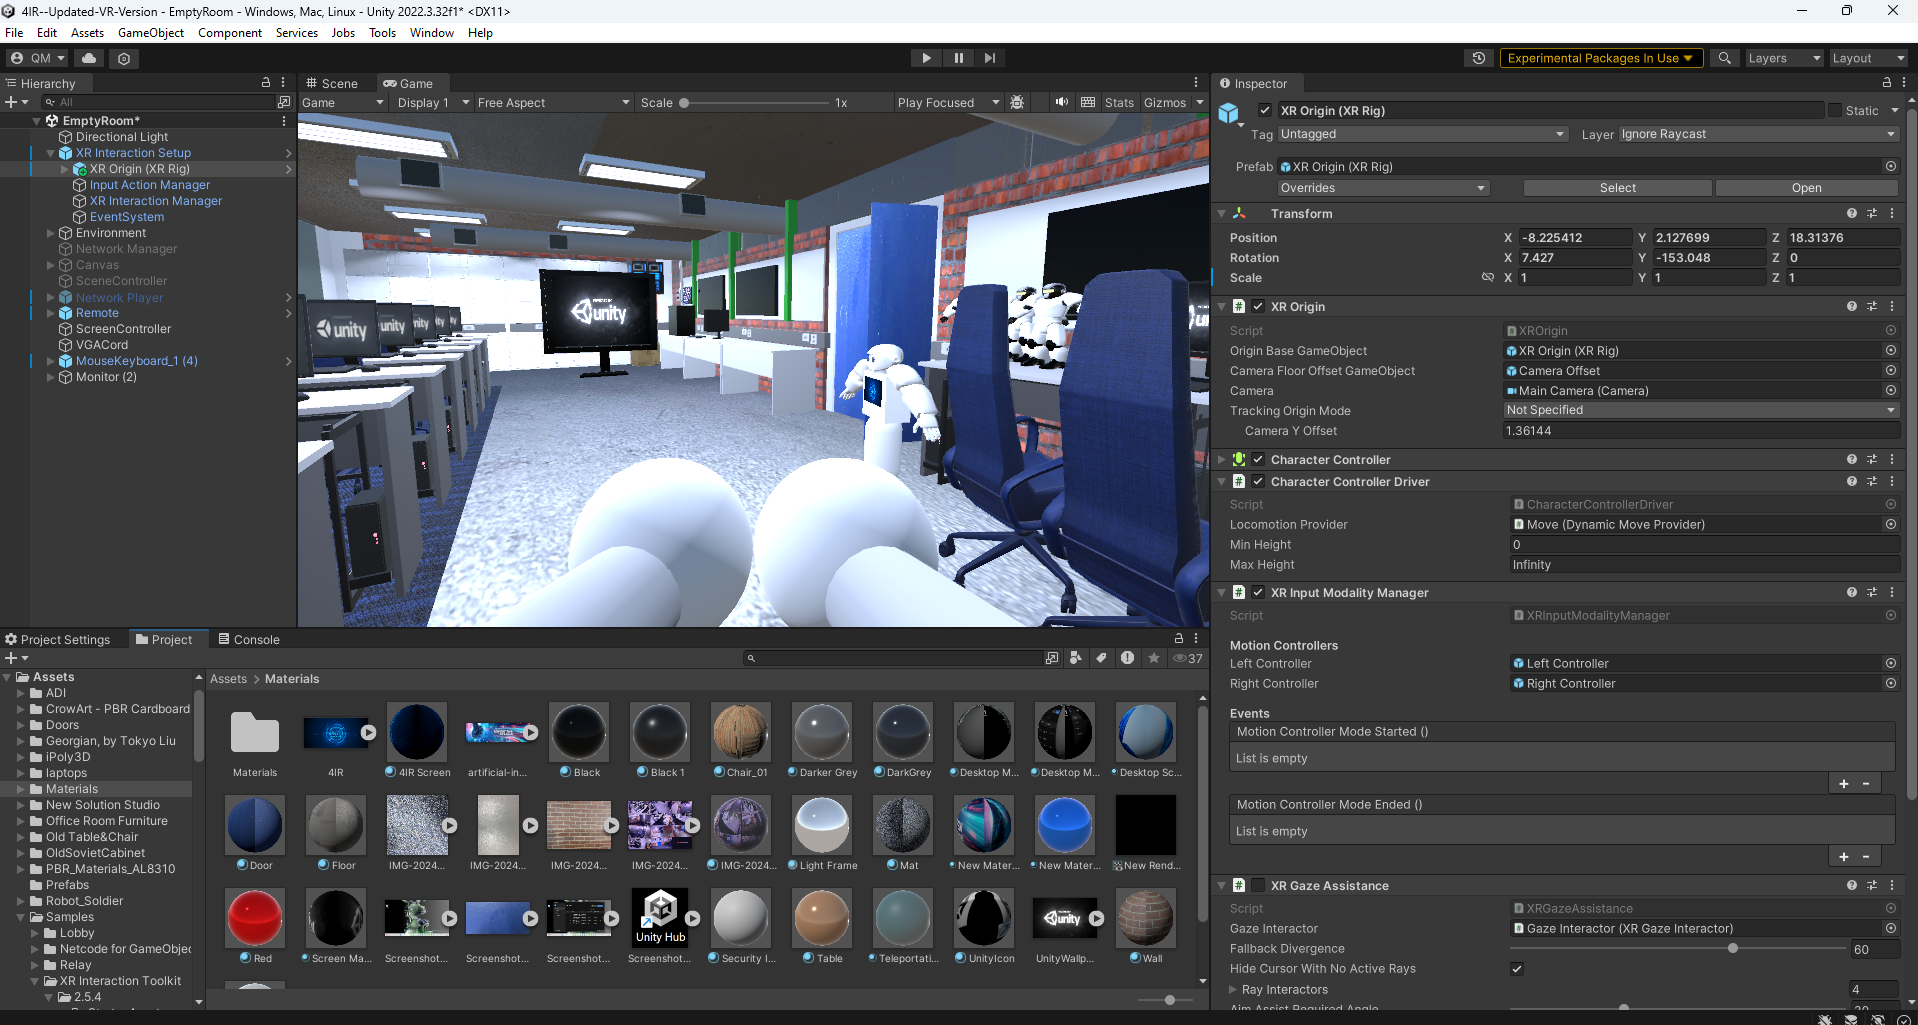 4IR--Updated-VR-Version - EmptyRoom - Windows, Mac, Linux - Unity 2022.3.32f1* <DX11>
File Edit Assets GameObject Component Services Jobs Tools Window Help
QM
Experimental Packages In Use
Layers
Layout
Hierarchy
All
EmptyRoom*
Directional Light
XR Interaction Setup
XR Origin (XR Rig)
Input Action Manager
XR Interaction Manager
EventSystem
Environment
Network Manager
Canvas
SceneController
Network Player
Remote
ScreenController
VGACord
MouseKeyboard_1 (4)
Monitor (2)
Scene
Game
Game Display 1 Free Aspect Scale 1x Play Focused Stats Gizmos
unity
unity
unity
unity
Inspector
XR Origin (XR Rig) Static
Tag Untagged Layer Ignore Raycast
Prefab XR Origin (XR Rig)
Overrides Select Open
Transform
Position X -8.225412 Y 2.127699 Z 18.31376
Rotation X 7.427 Y -153.048 Z 0
Scale X 1 Y 1 Z 1
XR Origin
Script XROrigin
Origin Base GameObject XR Origin (XR Rig)
Camera Floor Offset GameObject Camera Offset
Camera Main Camera (Camera)
Tracking Origin Mode Not Specified
Camera Y Offset 1.36144
Character Controller
Character Controller Driver
Script CharacterControllerDriver
Locomotion Provider Move (Dynamic Move Provider)
Min Height 0
Max Height Infinity
XR Input Modality Manager
Script XRInputModalityManager
Motion Controllers
Left Controller Left Controller
Right Controller Right Controller
Events
Motion Controller Mode Started ()
List is empty
+ -
Motion Controller Mode Ended ()
List is empty
+ -
XR Gaze Assistance
Script XRGazeAssistance
Gaze Interactor Gaze Interactor (XR Gaze Interactor)
Fallback Divergence 60
Hide Cursor With No Active Rays
Ray Interactors 4
Aim Assist Required Angle 30
Project Settings
Project
Console
37
Assets
ADI
CrowArt - PBR Cardboard
Doors
Georgian, by Tokyo Liu
iPoly3D
laptops
Materials
New Solution Studio
Office Room Furniture
Old Table&Chair
OldSovietCabinet
PBR_Materials_AL8310
Prefabs
Robot_Soldier
Samples
Lobby
Netcode for GameObjec
Relay
XR Interaction Toolkit
2.5.4
Assets > Materials
Materials 4IR 4IR Screen artificial-in... Black Black 1 Chair_01 Darker Grey DarkGrey Desktop M... Desktop M... Desktop Sc...
Door Floor IMG-2024... IMG-2024... IMG-2024... IMG-2024... IMG-2024... Light Frame Mat New Mater... New Mater... New Rend...
Unity Hub
unity
Red Screen Ma... Screenshot... Screenshot... Screenshot... Screenshot... Security I... Table Teleportati... UnityIcon UnityWallp... Wall